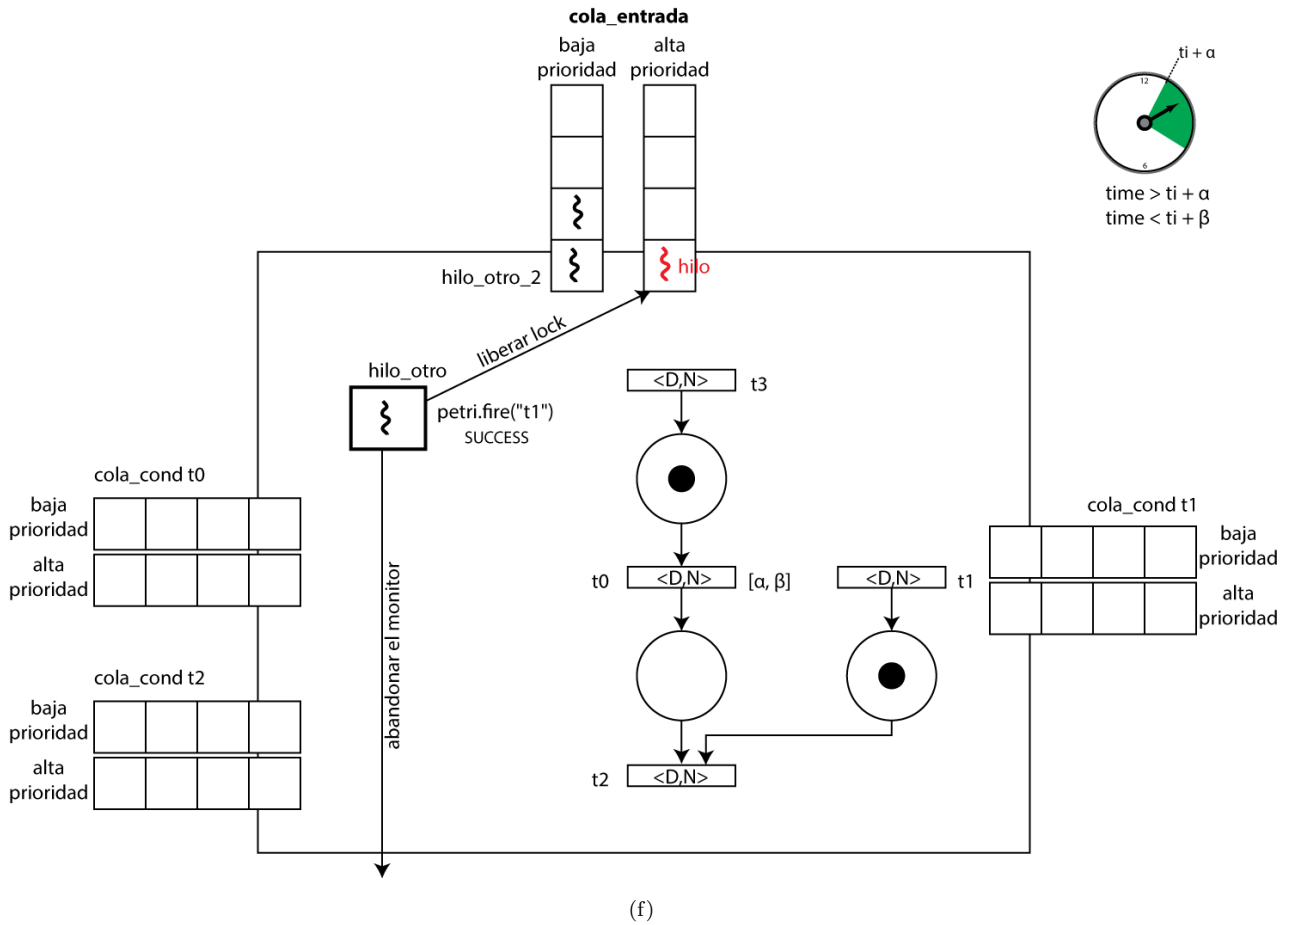 cola_entrada
baja
prioridad
alta
prioridad
ti + α
12
6
time > ti + α
time < ti + β
hilo_otro_2
hilo
liberar lock
hilo_otro
petri.fire("t1")
SUCCESS
<D,N>
t3
cola_cond t0
baja
prioridad
alta
prioridad
cola_cond t1
baja
prioridad
alta
prioridad
t0
<D,N>
[α, β]
<D,N>
t1
abandonar el monitor
cola_cond t2
baja
prioridad
alta
prioridad
t2
<D,N>
(f)